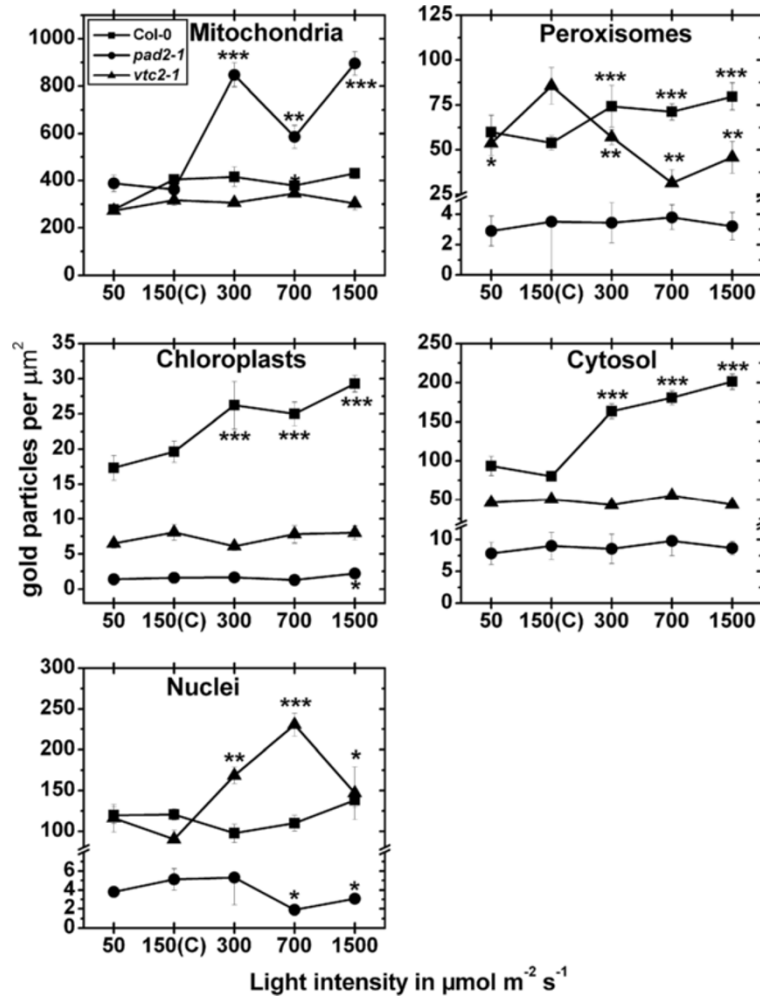 Mitochondria
Col-0
pad2-1
vtc2-1
1000
800
600
400
300
200
100
0
***
**
***
*
50 150(C) 300 700 1500
Peroxisomes
125
100
75
50
25
4
2
0
*** *** ***
* ** ** **
50 150(C) 300 700 1500
Chloroplasts
35
30
25
20
15
10
5
0
*** *** ***
*
50 150(C) 300 700 1500
Cytosol
250
200
150
100
50
10
5
0
*** *** ***
50 150(C) 300 700 1500
gold particles per µm²
Nuclei
300
250
200
150
100
6
4
2
0
** *** *
* *
50 150(C) 300 700 1500
Light intensity in µmol m⁻² s⁻¹